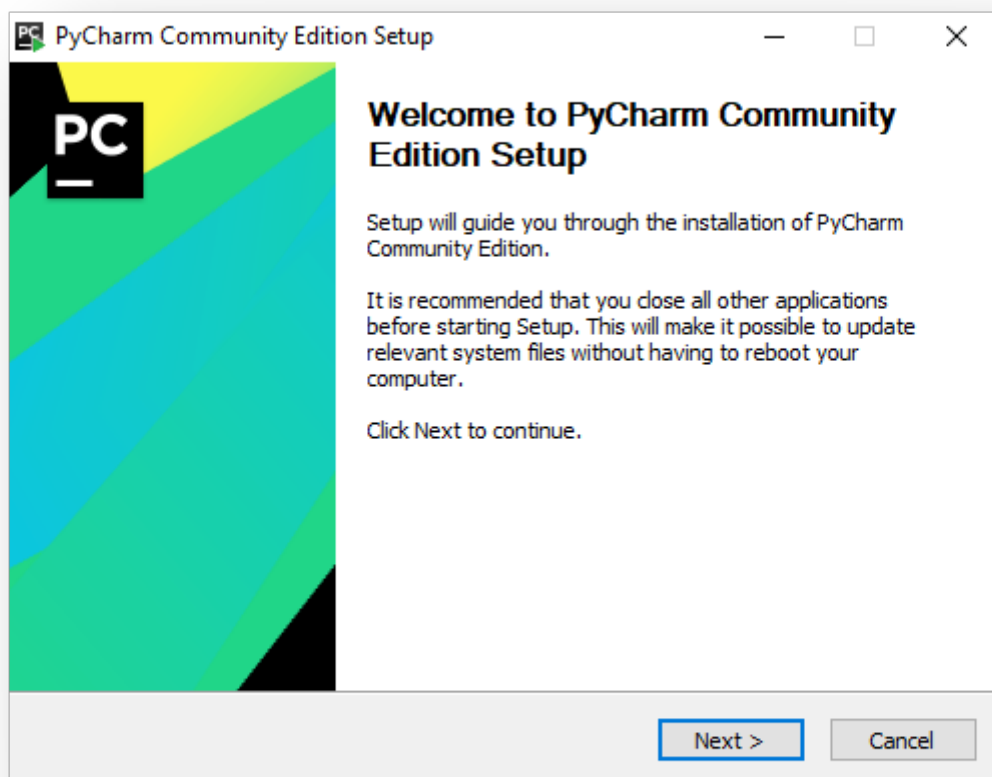 PyCharm Community Edition Setup
PC
Welcome to PyCharm Community
Edition Setup
Setup will guide you through the installation of PyCharm
Community Edition.
It is recommended that you close all other applications
before starting Setup. This will make it possible to update
relevant system files without having to reboot your
computer.
Click Next to continue.
Next >
Cancel